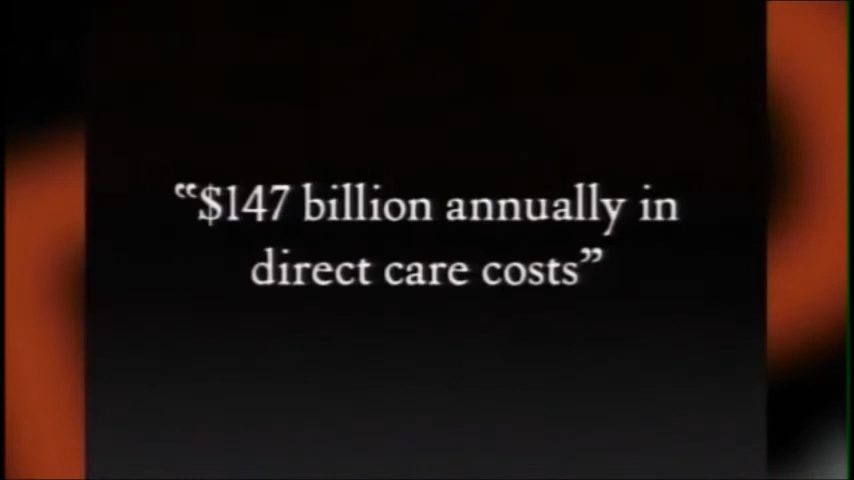 “$147 billion annually in
direct care costs”